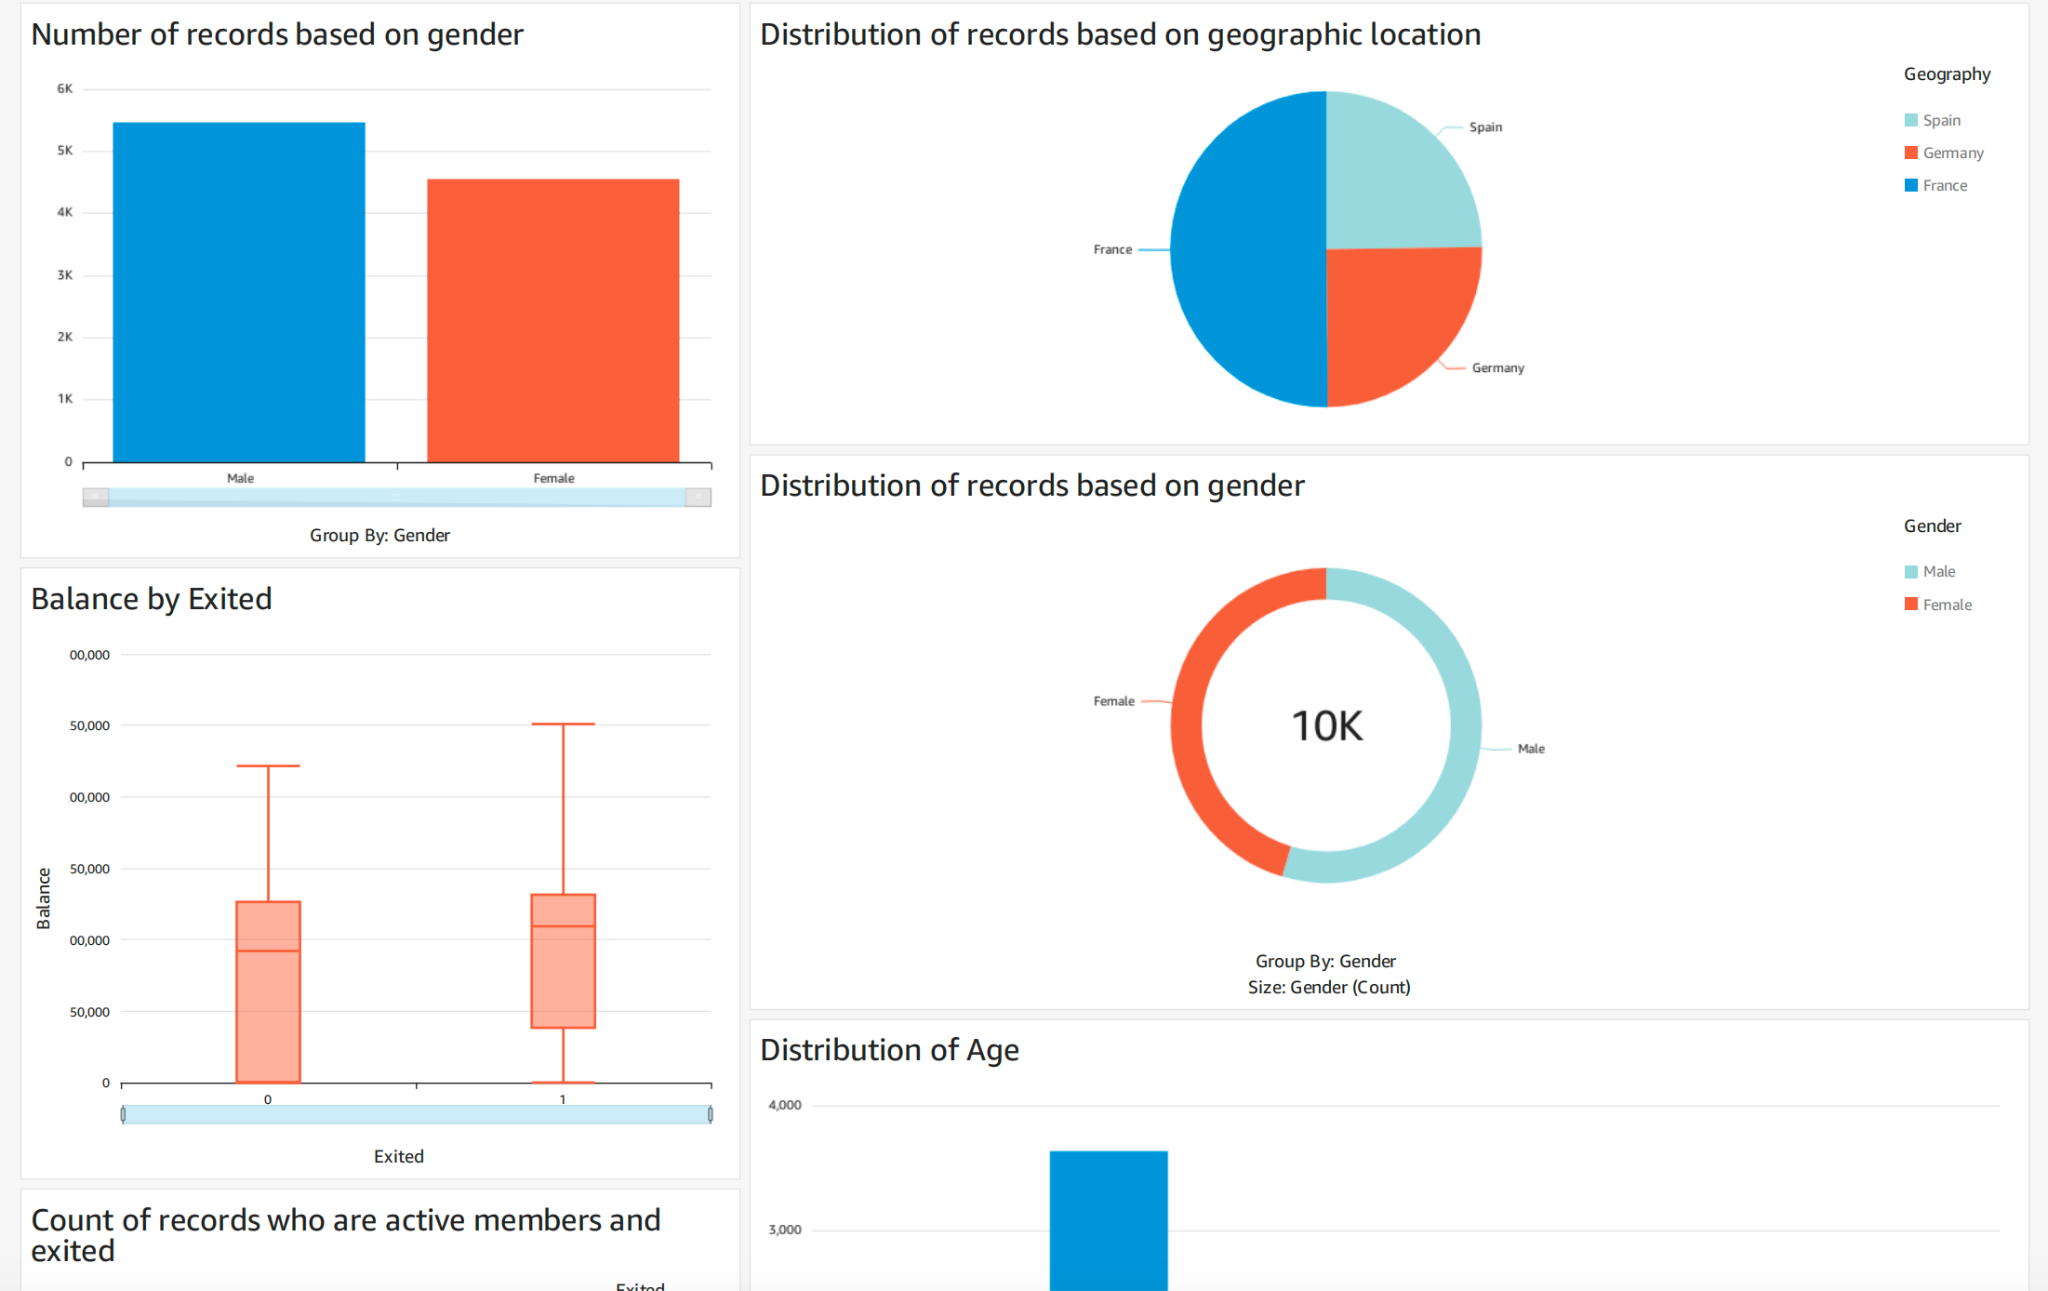 Number of records based on gender
6K
5K
4K
3K
2K
1K
0
Male
Female
Group By: Gender
Distribution of records based on geographic location
Geography
Spain
Germany
France
Spain
France
Germany
Distribution of records based on gender
Gender
Male
Female
Female
10K
Male
Group By: Gender
Size: Gender (Count)
Balance by Exited
00,000
50,000
00,000
50,000
00,000
50,000
0
Balance
0
1
Exited
Distribution of Age
4,000
3,000
Count of records who are active members and
exited
Exited